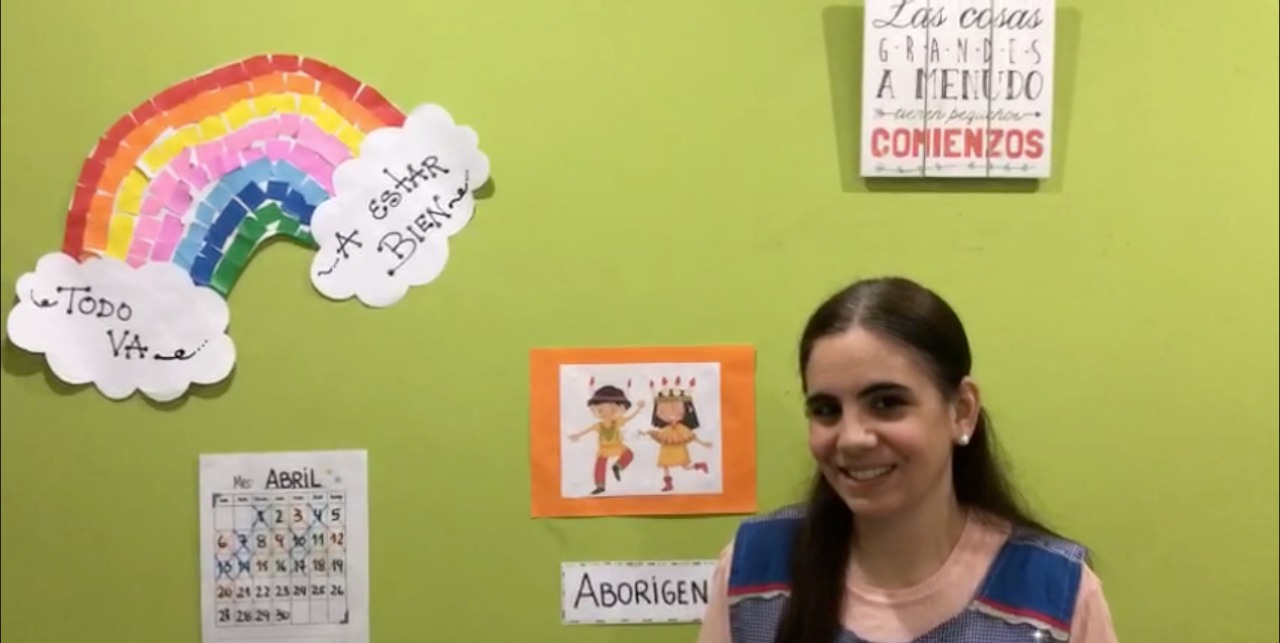 TODO
VA
A ESTAR
BIEN
Las cosas
G-R-A-N-D-E-S
A MENUDO
tienen pequeños
COMIENZOS
Mes: ABRIL
1 2 3 4 5
6 7 8 9 10 11 12
13 14 15 16 17 18 19
20 21 22 23 24 25 26
28 29 30
ABORIGEN